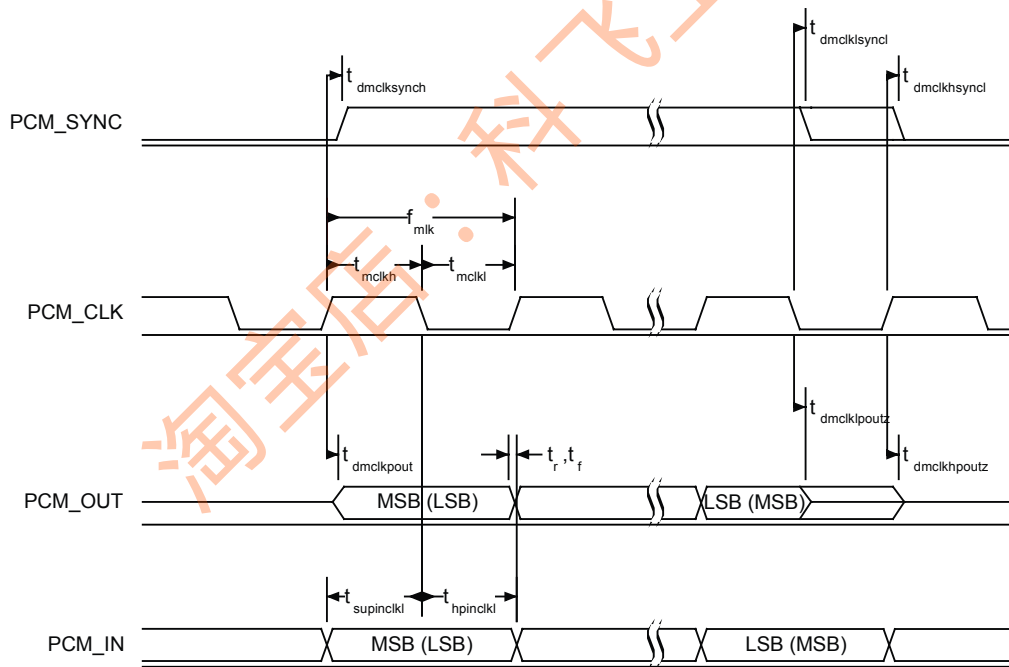 t dmclklsyncl
t dmclksynch
t dmclkhsyncl
PCM_SYNC
f mlk
t mclkh
t mclkl
PCM_CLK
t dmclklpoutz
t dmclkpout
t r ,t f
t dmclkhpoutz
PCM_OUT
MSB (LSB)
LSB (MSB)
t supinclkl
t hpinclkl
PCM_IN
MSB (LSB)
LSB (MSB)
淘宝店：科飞